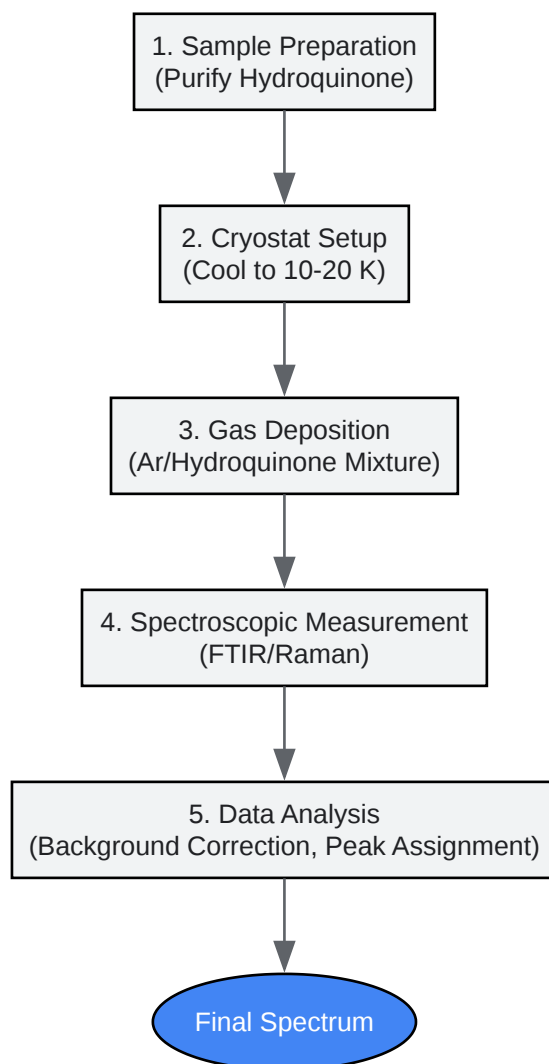 1. Sample Preparation
(Purify Hydroquinone)
2. Cryostat Setup
(Cool to 10-20 K)
3. Gas Deposition
(Ar/Hydroquinone Mixture)
4. Spectroscopic Measurement
(FTIR/Raman)
5. Data Analysis
(Background Correction, Peak Assignment)
Final Spectrum